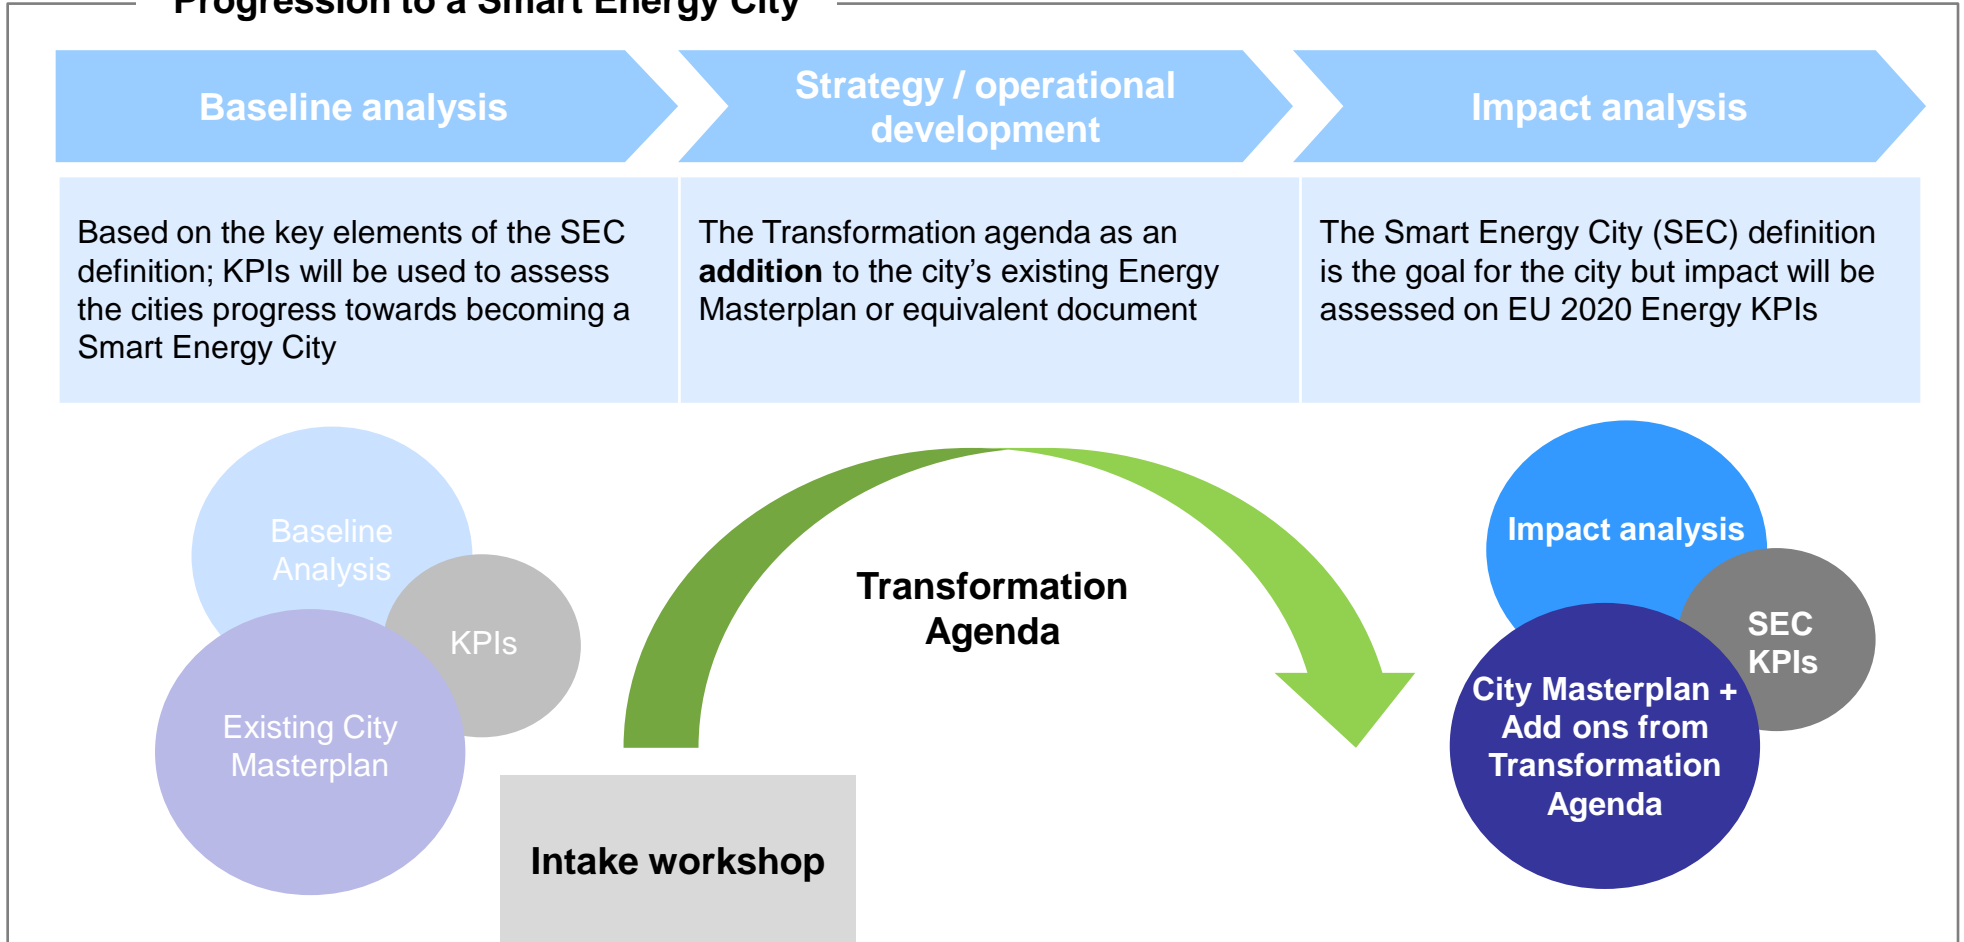 Progression to a Smart Energy City
Baseline analysis
Strategy / operational
development
Impact analysis
Based on the key elements of the SEC
definition; KPIs will be used to assess
the cities progress towards becoming a
Smart Energy City
The Transformation agenda as an
addition to the city’s existing Energy
Masterplan or equivalent document
The Smart Energy City (SEC) definition
is the goal for the city but impact will be
assessed on EU 2020 Energy KPIs
Baseline
Analysis
KPIs
Existing City
Masterplan
Transformation
Agenda
Intake workshop
Impact analysis
SEC
KPIs
City Masterplan +
Add ons from
Transformation
Agenda